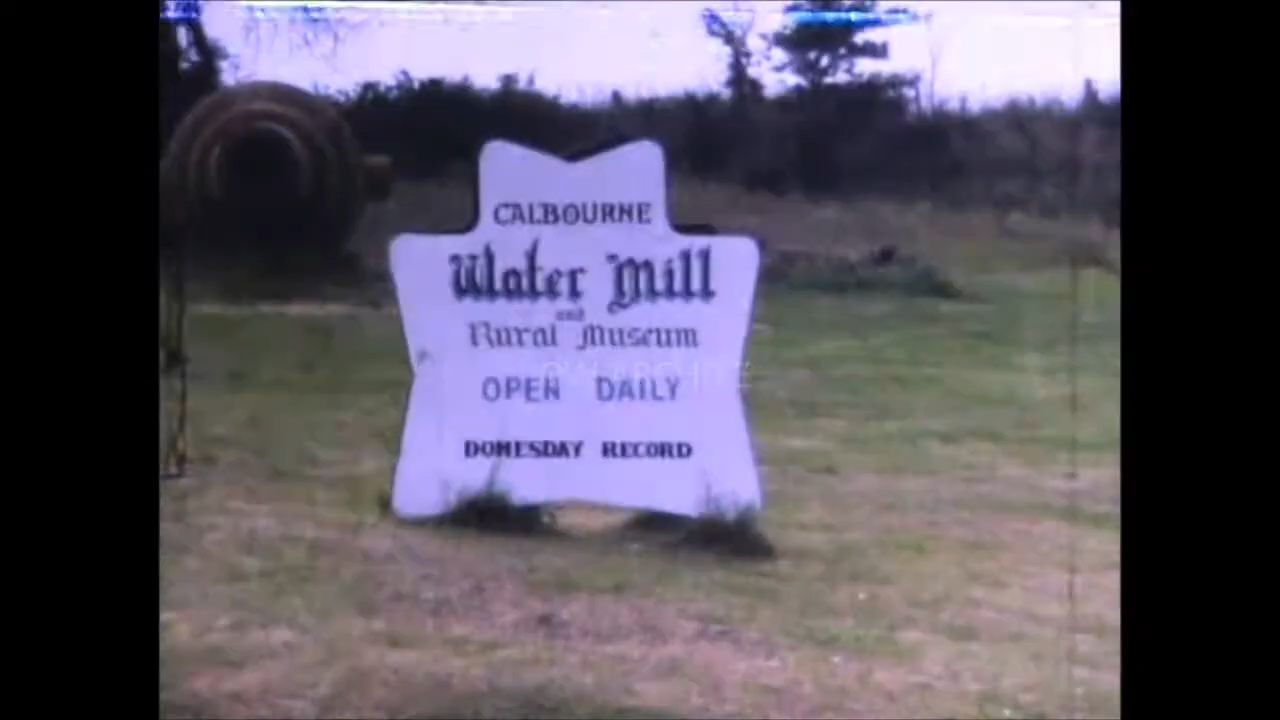 CALBOURNE
Water Mill
and
Rural Museum
OPEN DAILY
DOMESDAY RECORD